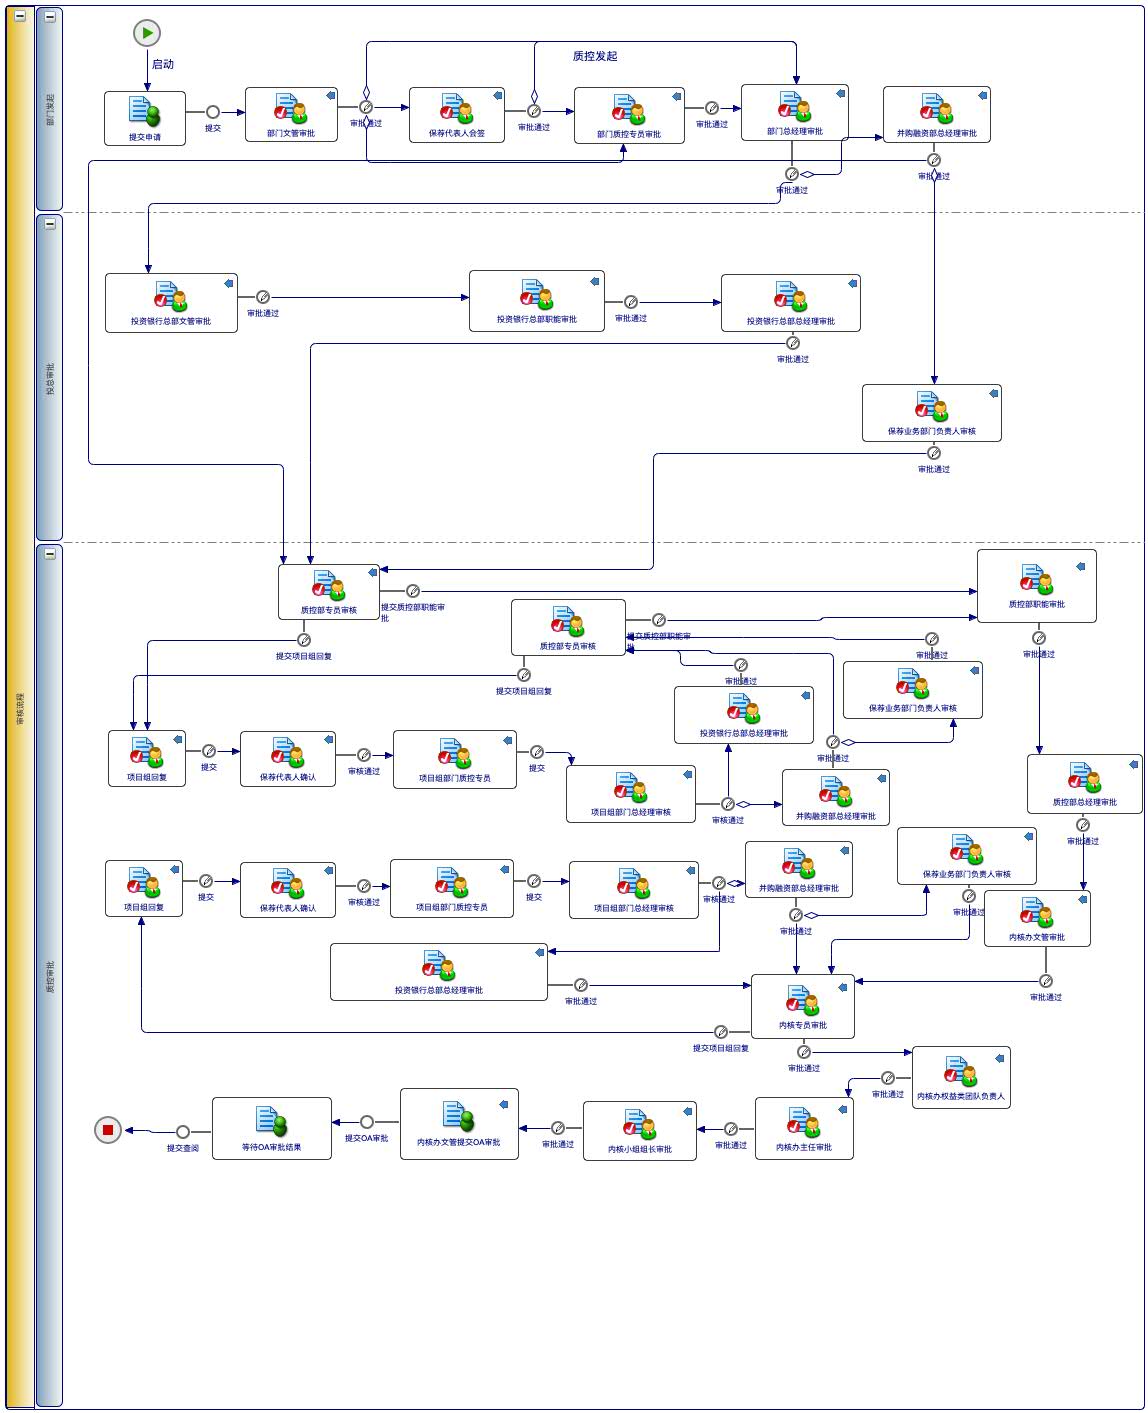 审核流程
部门发起
启动
质控发起
提交申请
提交
部门文管审批
审批通过
保荐代表人会签
审批通过
部门质控专员审批
审批通过
部门总经理审批
并购融资部总经理审批
审批通过
审批通过
投总审批
投资银行总部文管审批
审批通过
投资银行总部职能审批
审批通过
投资银行总部总经理审批
审批通过
保荐业务部门负责人审核
审批通过
质控审批
质控部专员审核
提交质控部职能审
批
质控部职能审批
提交项目组回复
质控部专员审核
提交质控部职能审
批
审批通过
审批通过
提交项目组回复
审批通过
保荐业务部门负责人审核
投资银行总部总经理审批
审批通过
项目组回复
提交
保荐代表人确认
审核通过
项目组部门质控专员
提交
项目组部门总经理审核
审核通过
并购融资部总经理审批
质控部总经理审批
审批通过
项目组回复
提交
保荐代表人确认
审核通过
项目组部门质控专员
提交
项目组部门总经理审核
审核通过
并购融资部总经理审批
保荐业务部门负责人审核
审批通过
审批通过
内核办文管审批
投资银行总部总经理审批
审批通过
审批通过
内核专员审批
提交项目组回复
审批通过
内核办权益类团队负责人
审批通过
内核办主任审批
审批通过
内核小组组长审批
审批通过
内核办文管提交OA审批
提交OA审批
等待OA审批结果
提交查阅